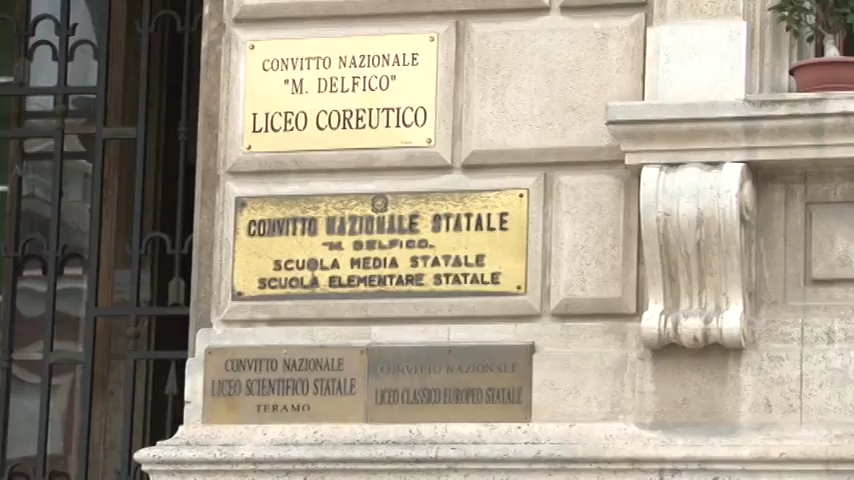 CONVITTO NAZIONALE
"M. DELFICO"
LICEO COREUTICO
CONVITTO NAZIONALE STATALE
"M. DELFICO"
SCUOLA MEDIA STATALE
SCUOLA ELEMENTARE STATALE
CONVITTO NAZIONALE
LICEO SCIENTIFICO STATALE
TERAMO
CONVITTO NAZIONALE
LICEO CLASSICO EUROPEO STATALE